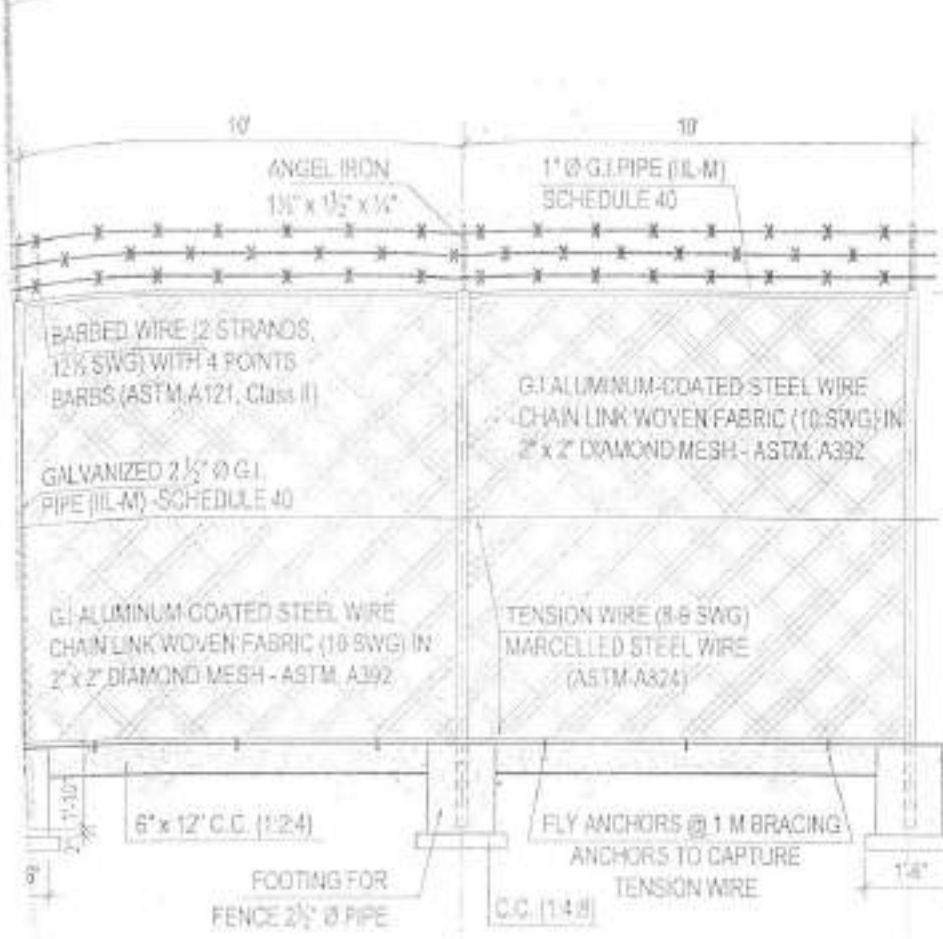 10' 10'
ANGEL IRON
1½" x 1½" x ¼"
1" Ø G.I.PIPE (IIL-M)
SCHEDULE 40
BARBED WIRE (2 STRANDS,
12½ SWG) WITH 4 POINTS
BARBS (ASTM A121, Class II)
G.I ALUMINUM-COATED STEEL WIRE
CHAIN LINK WOVEN FABRIC (10 SWG) IN
2" x 2" DIAMOND MESH - ASTM. A392
GALVANIZED 2½" Ø G.I.
PIPE (IIL-M) -SCHEDULE 40
G.I-ALUMINUM-COATED STEEL WIRE
CHAIN LINK WOVEN FABRIC (10 SWG) IN
2" x 2" DIAMOND MESH - ASTM. A392
TENSION WIRE (8-9 SWG)
MARCELLED STEEL WIRE
(ASTM-A824)
1'-10"
2"
6" x 12" C.C. (1:2:4)
FLY ANCHORS @ 1 M BRACING
ANCHORS TO CAPTURE
TENSION WIRE
1'-6"
FOOTING FOR
FENCE 2½" Ø PIPE
C.C. (1:4:8)